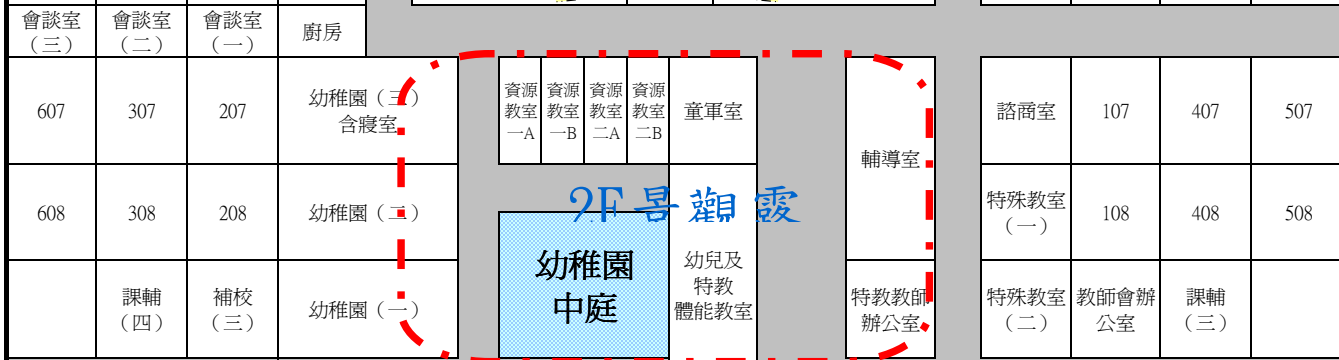 會談室
（三）
會談室
（二）
會談室
（一）
廚房
607
307
207
幼稚園（三）
含寢室
資源
教室
一A
資源
教室
一B
資源
教室
二A
資源
教室
二B
童軍室
輔導室
諮商室
107
407
507
608
308
208
幼稚園（二）
2F景觀
幼稚園
中庭
幼兒及
特教
體能教室
特殊教室
（一）
108
408
508
課輔
（四）
補校
（三）
幼稚園（一）
特教教師
辦公室
特殊教室
（二）
教師會辦
公室
課輔
（三）